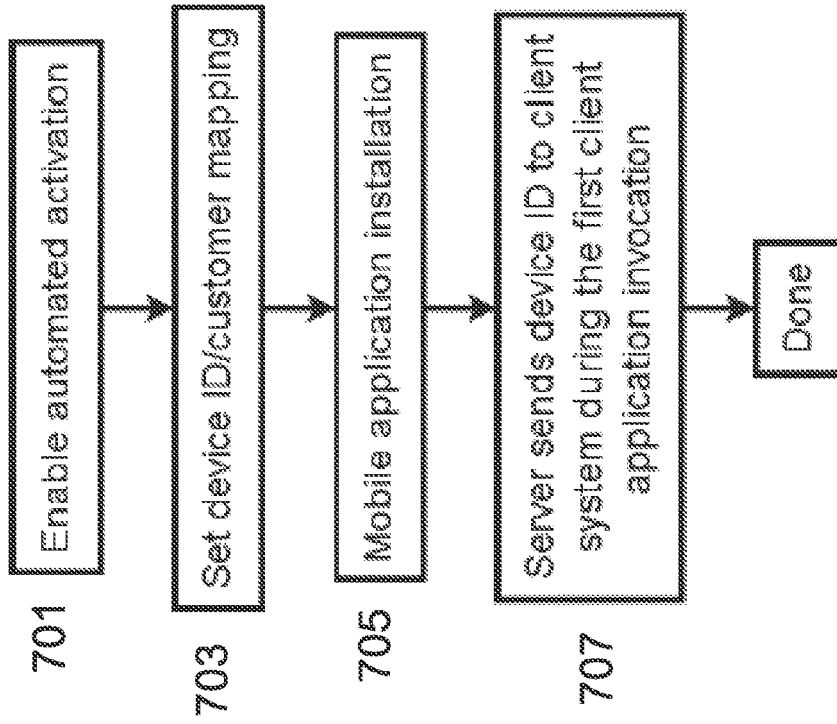 701
Enable automated activation
703
Set device ID/customer mapping
705
Mobile application installation
707
Server sends device ID to client
system during the first client
application invocation
Done